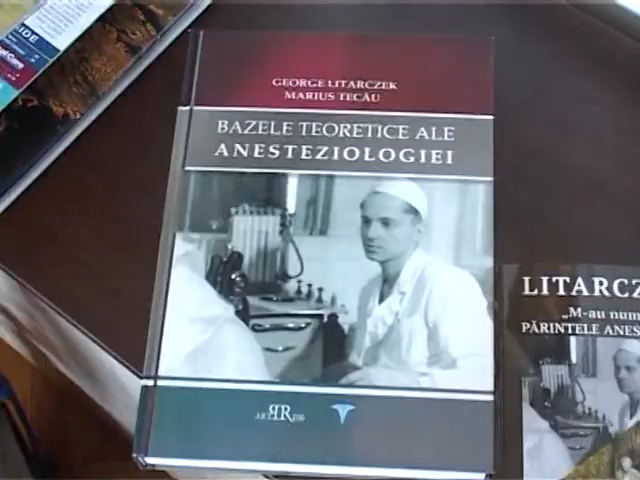 GEORGE LITARCZEK
MARIUS TECĂU
BAZELE TEORETICE ALE
ANESTEZIOLOGIEI
LITARCZ
„M-au num
PĂRINTELE ANES